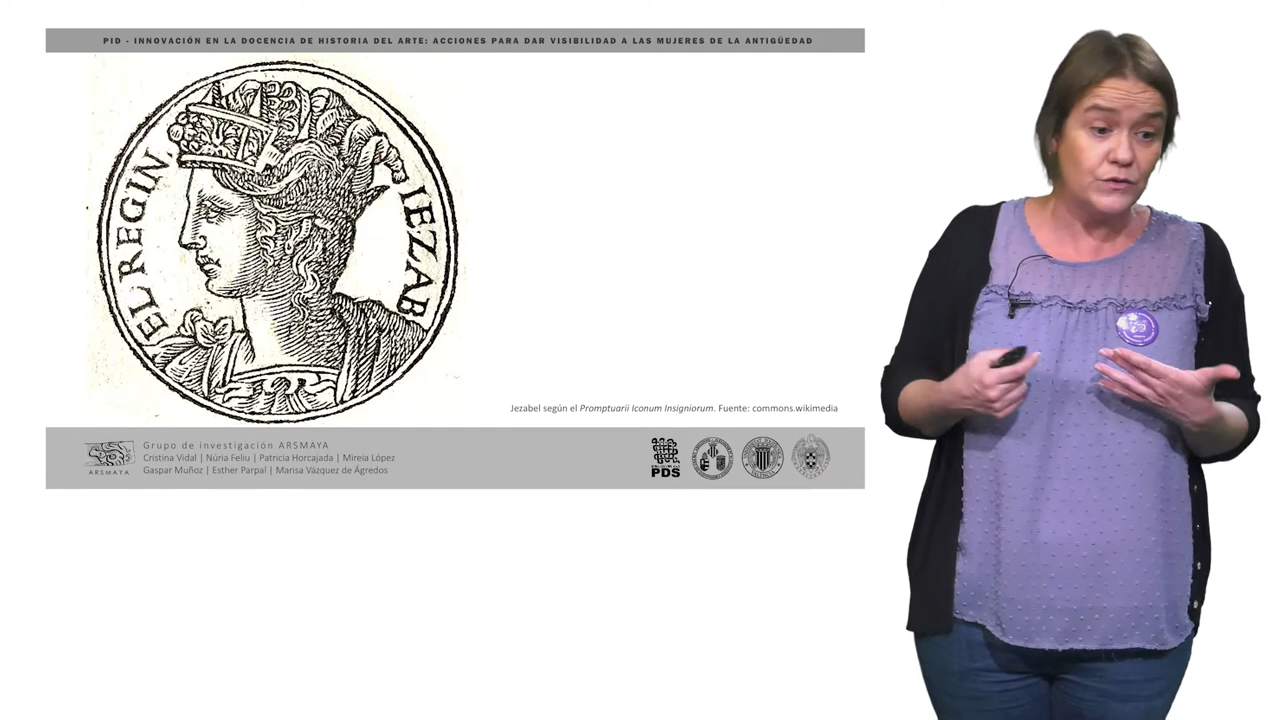 PID - INNOVACIÓN EN LA DOCENCIA DE HISTORIA DEL ARTE: ACCIONES PARA DAR VISIBILIDAD A LAS MUJERES DE LA ANTIGÜEDAD
IEZAB
EL REGIN.
Jezabel según el Promptuarii Iconum Insigniorum. Fuente: commons.wikimedia
Grupo de investigación ARSMAYA
Cristina Vidal | Núria Feliu | Patricia Horcajada | Mireia López
Gaspar Muñoz | Esther Parpal | Marisa Vázquez de Ágredos
ARSMAYA
PDS